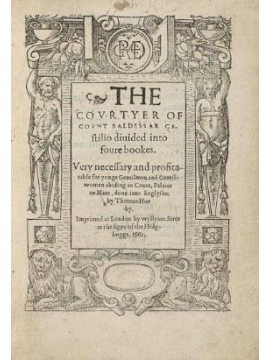 THE
COVRTYER OF
COVNT BALDESSAR CA-
stilio diuided into
foure bookes.
Very necessary and profita-
table for yonge Gentilmen and Gentil-
women abiding in Court, Palaice
or Place, done into Englyshe
by Thomas Hoby.
Imprinted at London by wyllyam Seres
at the signe of the Hedg-
hogge, 1561.